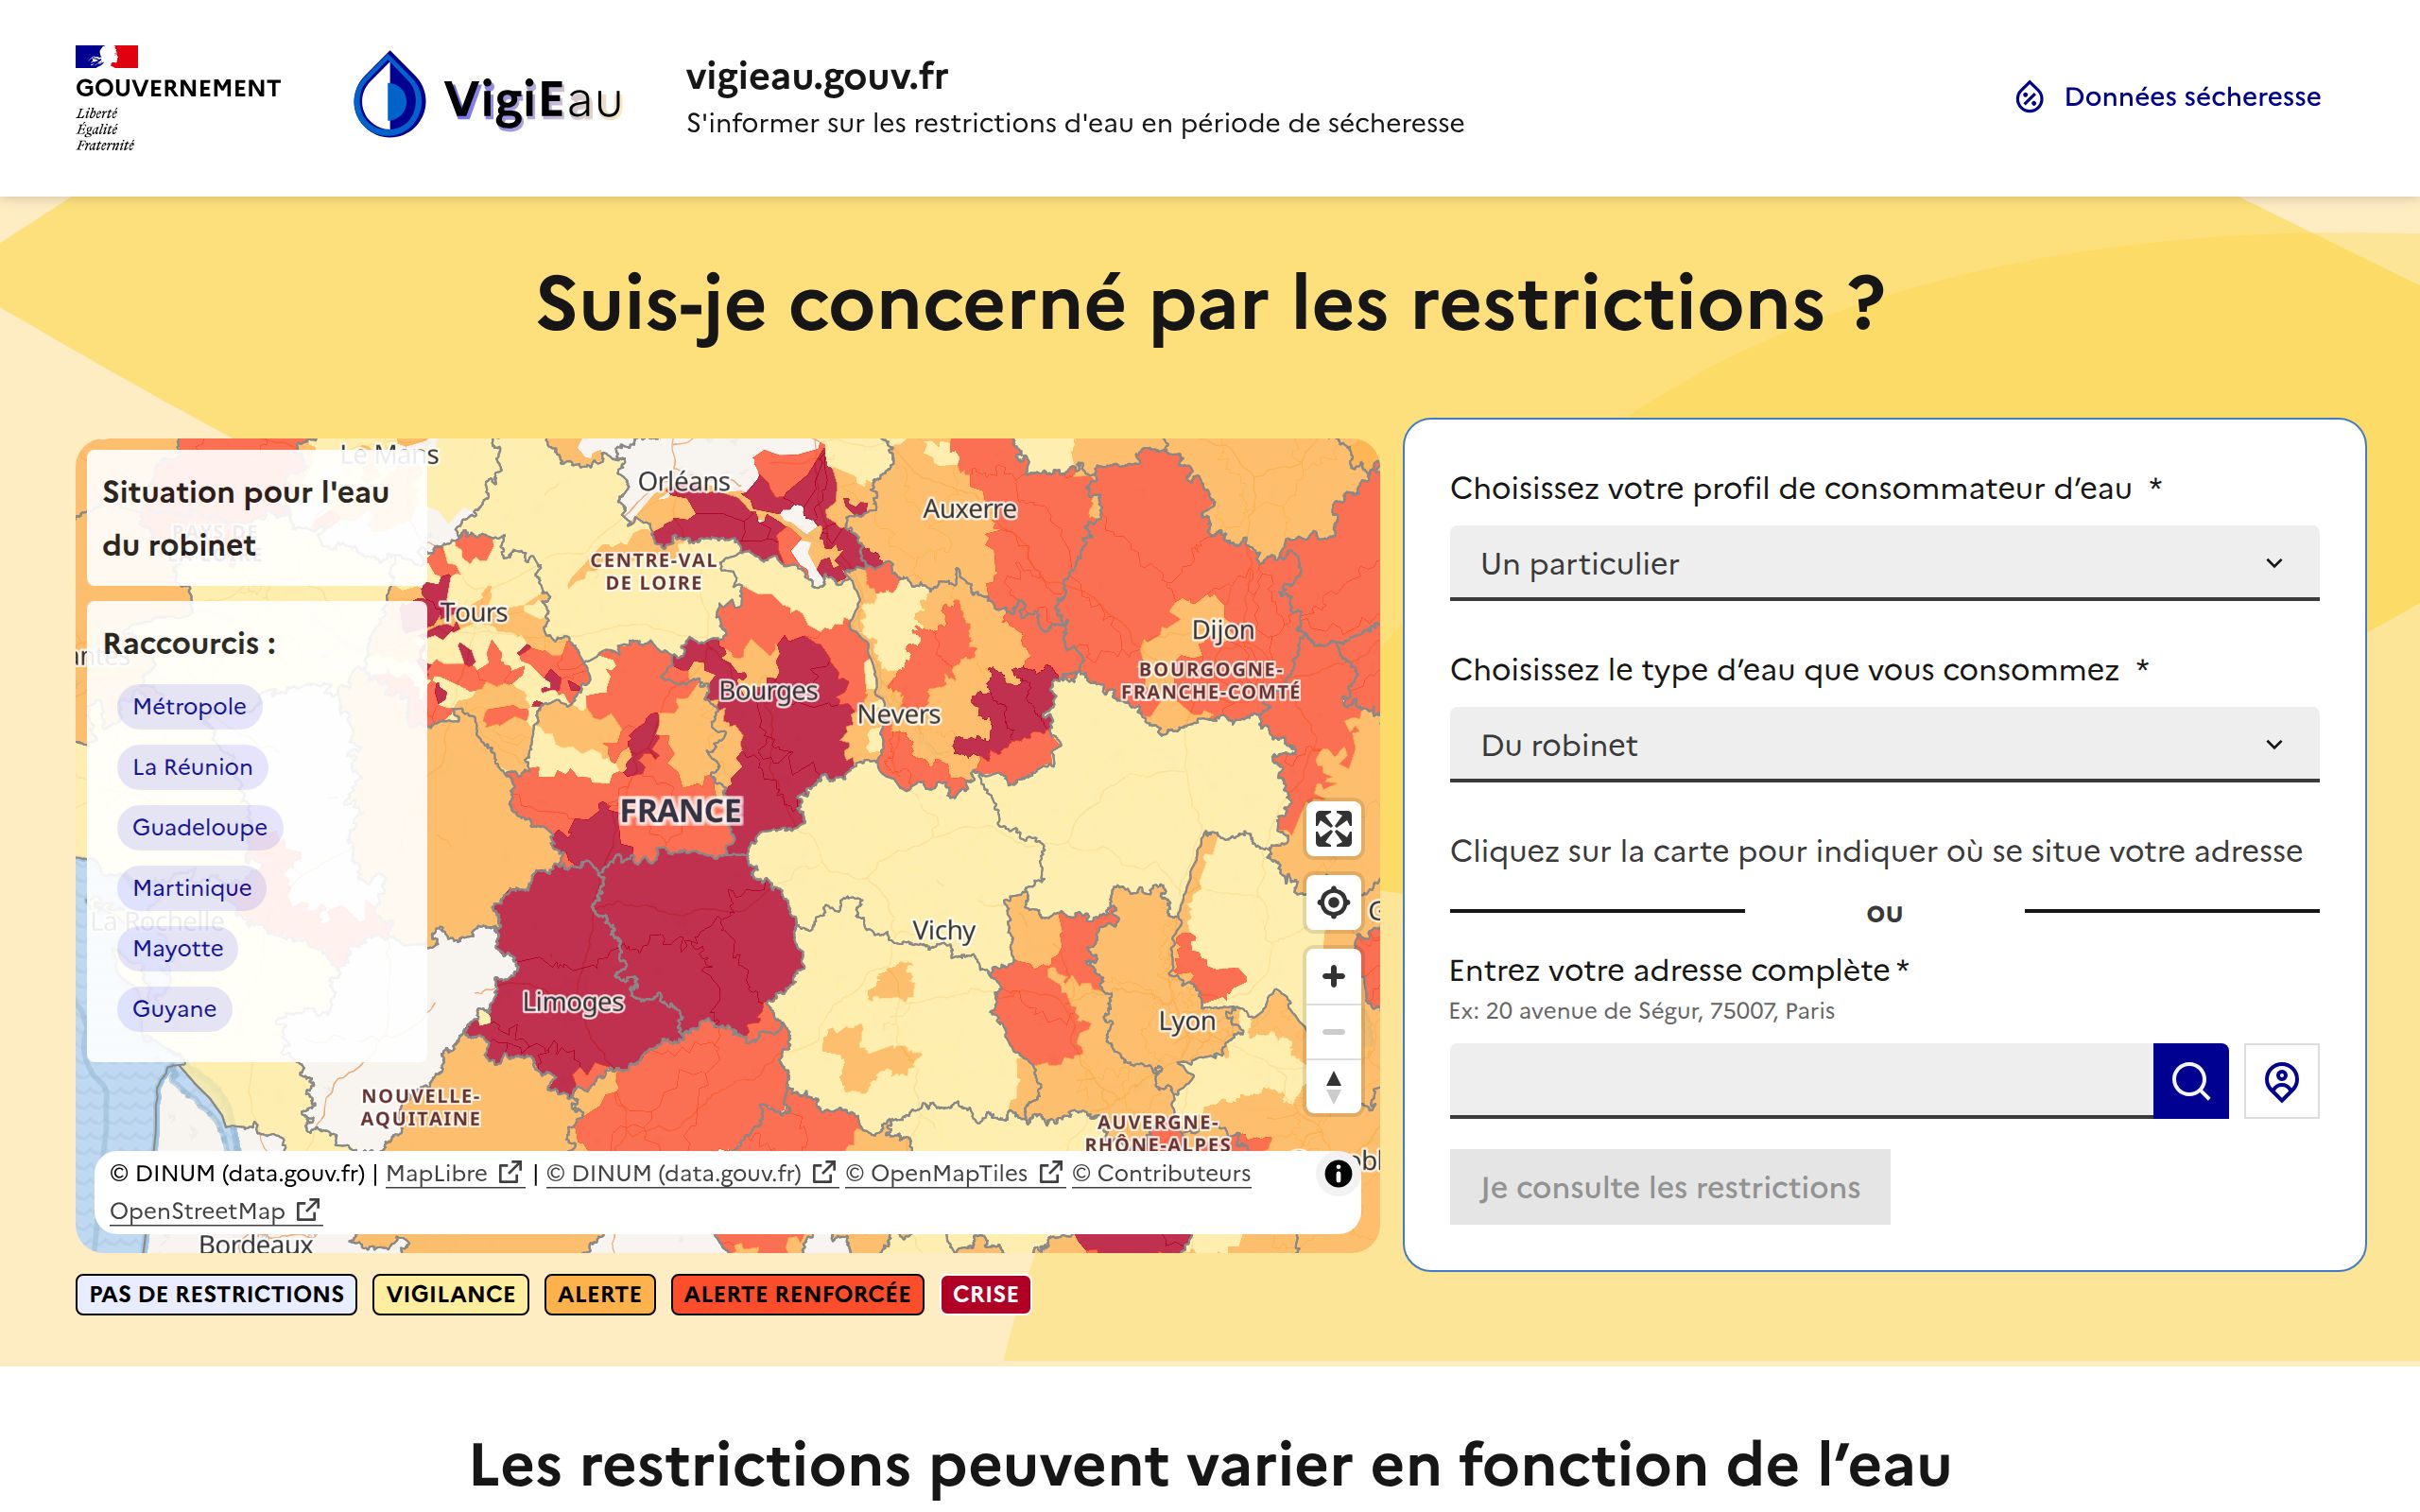 GOUVERNEMENT
Liberté
Égalité
Fraternité
VigiEau
vigieau.gouv.fr
S'informer sur les restrictions d'eau en période de sécheresse
Données sécheresse
Suis-je concerné par les restrictions ?
Situation pour l'eau
du robinet
Raccourcis :
Métropole
La Réunion
Guadeloupe
Martinique
Mayotte
Guyane
Le Mans
Orléans
Auxerre
CENTRE-VAL
DE LOIRE
Tours
Dijon
BOURGOGNE-
FRANCHE-COMTÉ
Bourges
Nevers
FRANCE
La Rochelle
Vichy
Limoges
Lyon
NOUVELLE-
AQUITAINE
AUVERGNE-
RHÔNE-ALPES
© DINUM (data.gouv.fr) | MapLibre | © DINUM (data.gouv.fr) © OpenMapTiles © Contributeurs
OpenStreetMap
Bordeaux
PAS DE RESTRICTIONS
VIGILANCE
ALERTE
ALERTE RENFORCÉE
CRISE
Choisissez votre profil de consommateur d’eau *
Un particulier
Choisissez le type d’eau que vous consommez *
Du robinet
Cliquez sur la carte pour indiquer où se situe votre adresse
ou
Entrez votre adresse complète*
Ex: 20 avenue de Ségur, 75007, Paris
Je consulte les restrictions
Les restrictions peuvent varier en fonction de l’eau